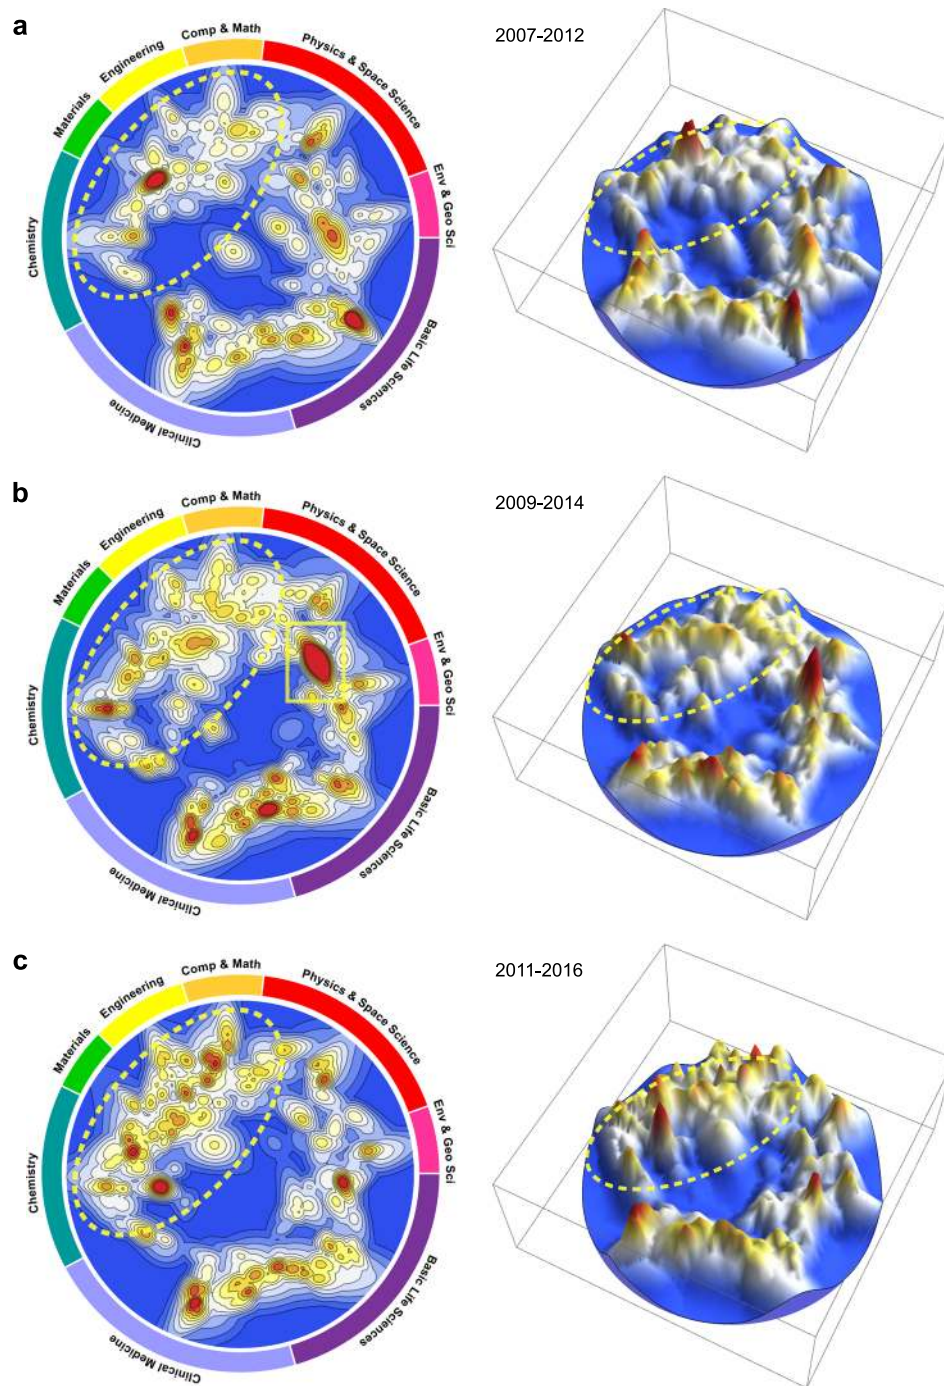 a
2007-2012
Materials
Engineering
Comp & Math
Physics & Space Science
Env & Geo Sci
Basic Life Sciences
Clinical Medicine
Chemistry
b
2009-2014
Materials
Engineering
Comp & Math
Physics & Space Science
Env & Geo Sci
Basic Life Sciences
Clinical Medicine
Chemistry
c
2011-2016
Materials
Engineering
Comp & Math
Physics & Space Science
Env & Geo Sci
Basic Life Sciences
Clinical Medicine
Chemistry